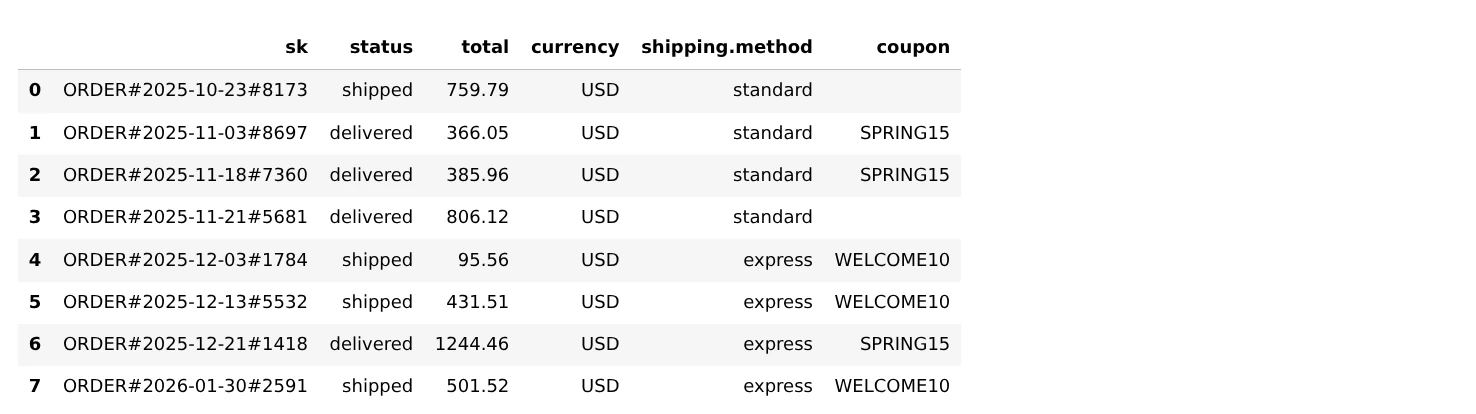 sk status total currency shipping.method coupon
0 ORDER#2025-10-23#8173 shipped 759.79 USD standard
1 ORDER#2025-11-03#8697 delivered 366.05 USD standard SPRING15
2 ORDER#2025-11-18#7360 delivered 385.96 USD standard SPRING15
3 ORDER#2025-11-21#5681 delivered 806.12 USD standard
4 ORDER#2025-12-03#1784 shipped 95.56 USD express WELCOME10
5 ORDER#2025-12-13#5532 shipped 431.51 USD express WELCOME10
6 ORDER#2025-12-21#1418 delivered 1244.46 USD express SPRING15
7 ORDER#2026-01-30#2591 shipped 501.52 USD express WELCOME10